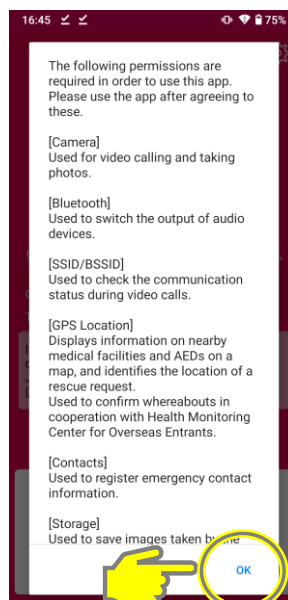 16:45
75%
The following permissions are
required in order to use this app.
Please use the app after agreeing to
these.
[Camera]
Used for video calling and taking
photos.
[Bluetooth]
Used to switch the output of audio
devices.
[SSID/BSSID]
Used to check the communication
status during video calls.
[GPS Location]
Displays information on nearby
medical facilities and AEDs on a
map, and identifies the location of a
rescue request.
Used to confirm whereabouts in
cooperation with Health Monitoring
Center for Overseas Entrants.
[Contacts]
Used to register emergency contact
information.
[Storage]
Used to save images taken by the
OK